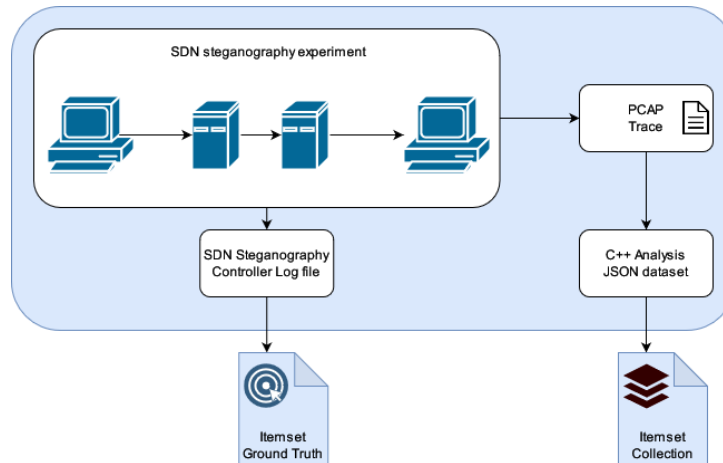 SDN steganography experiment
PCAP
Trace
SDN Steganography
Controller Log file
C++ Analysis
JSON dataset
Itemset
Ground Truth
Itemset
Collection